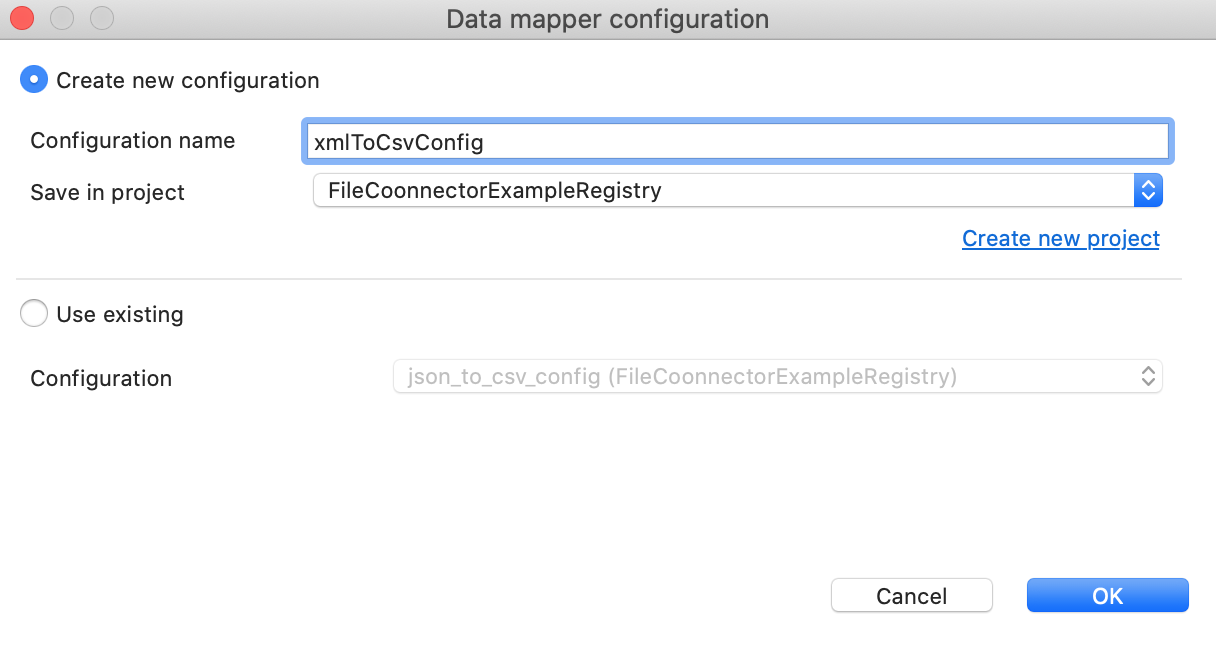 Data mapper configuration
Create new configuration
Configuration name xmlToCsvConfig
Save in project FileCoonnectorExampleRegistry
Create new project
Use existing
Configuration json_to_csv_config (FileCoonnectorExampleRegistry)
Cancel OK